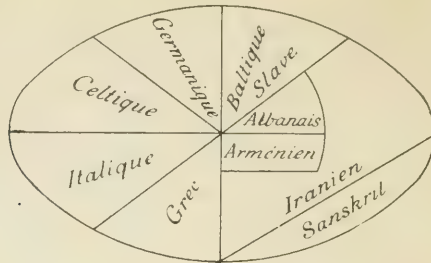 Germanique
Baltique
Slave
Celtique
Albanais
Arménien
Italique
Grec
Iranien
Sanskrit